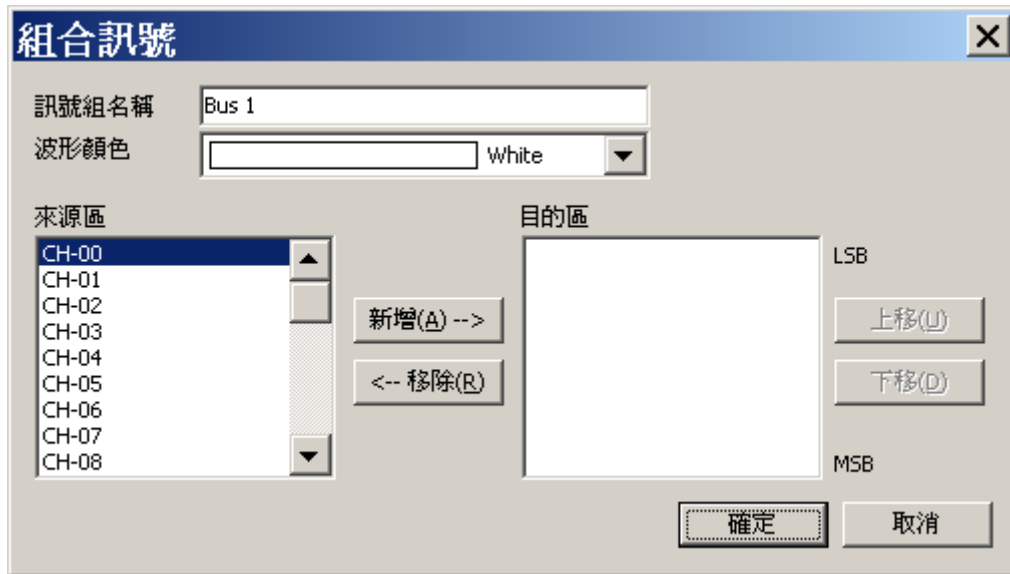 組合訊號
訊號組名稱 Bus 1
波形顏色 White
來源區 目的區
CH-00
CH-01
CH-02
CH-03
CH-04
CH-05
CH-06
CH-07
CH-08
新增(A) -->
<-- 移除(R)
LSB
上移(U)
下移(D)
MSB
確定 取消